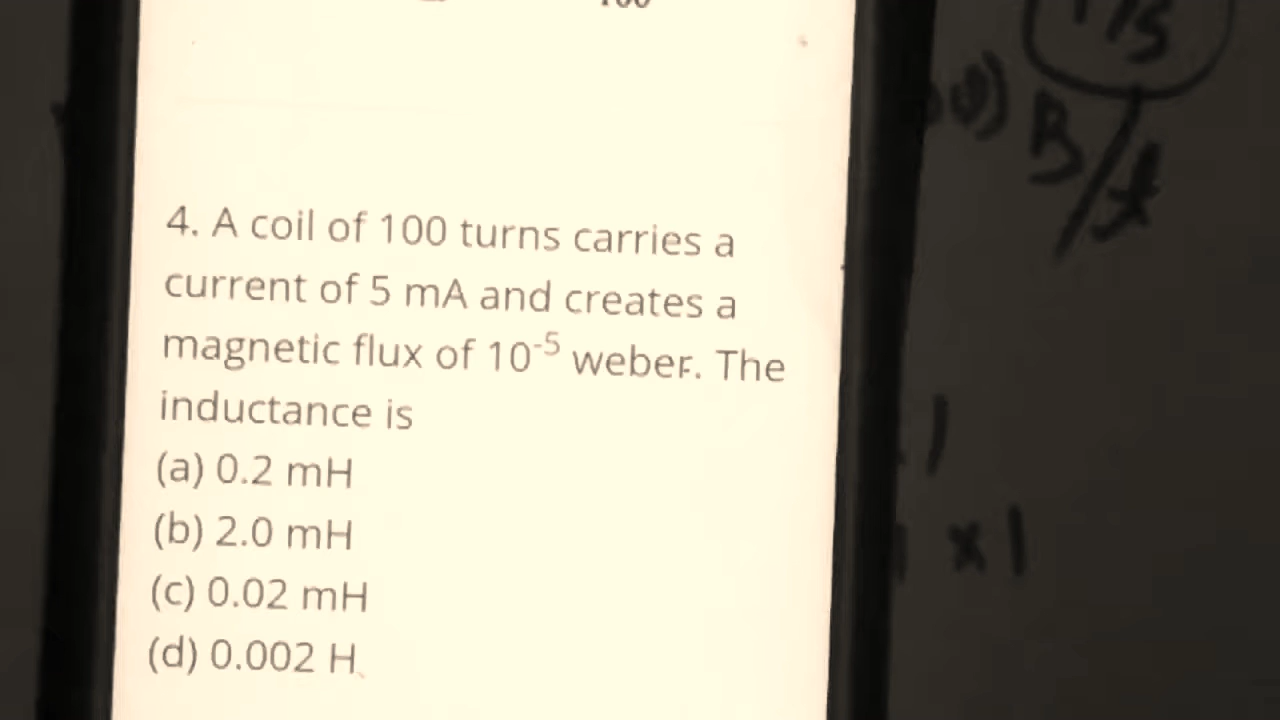 4. A coil of 100 turns carries a
current of 5 mA and creates a
magnetic flux of 10⁻⁵ weber. The
inductance is
(a) 0.2 mH
(b) 2.0 mH
(c) 0.02 mH
(d) 0.002 H
B/t
x 1